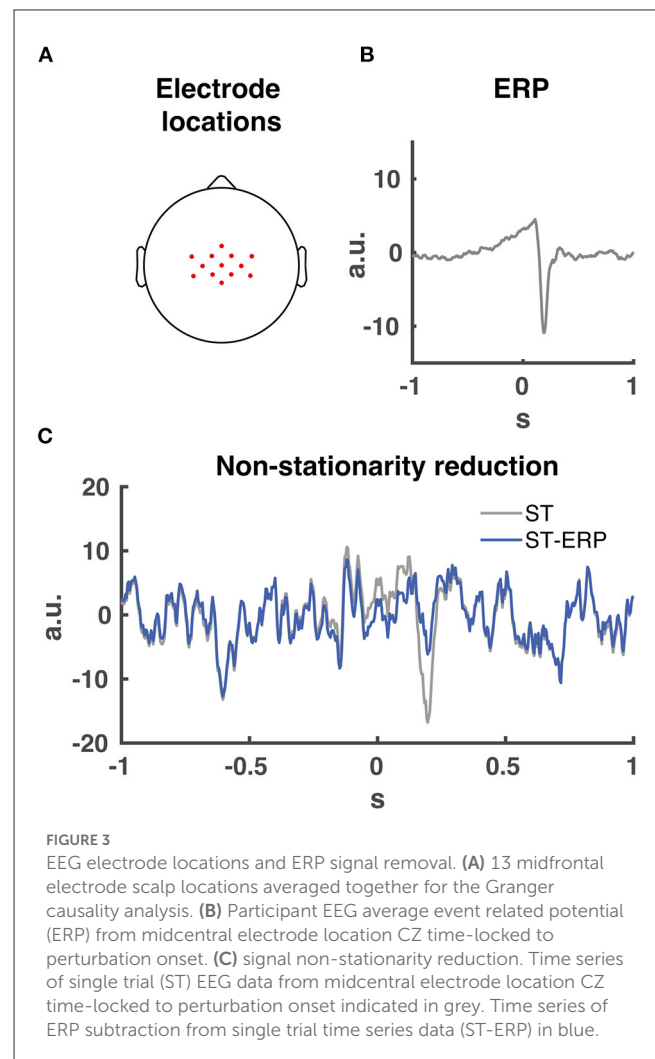 A
Electrode
locations
B
ERP
10
0
-10
a.u.
-1
0
1
s
C
Non-stationarity reduction
20
10
0
-10
-20
a.u.
ST
ST-ERP
-1
-0.5
0
0.5
1
s
FIGURE 3
EEG electrode locations and ERP signal removal. (A) 13 midfrontal
electrode scalp locations averaged together for the Granger
causality analysis. (B) Participant EEG average event related potential
(ERP) from midcentral electrode location CZ time-locked to
perturbation onset. (C) signal non-stationarity reduction. Time series
of single trial (ST) EEG data from midcentral electrode location CZ
time-locked to perturbation onset indicated in grey. Time series of
ERP subtraction from single trial time series data (ST-ERP) in blue.